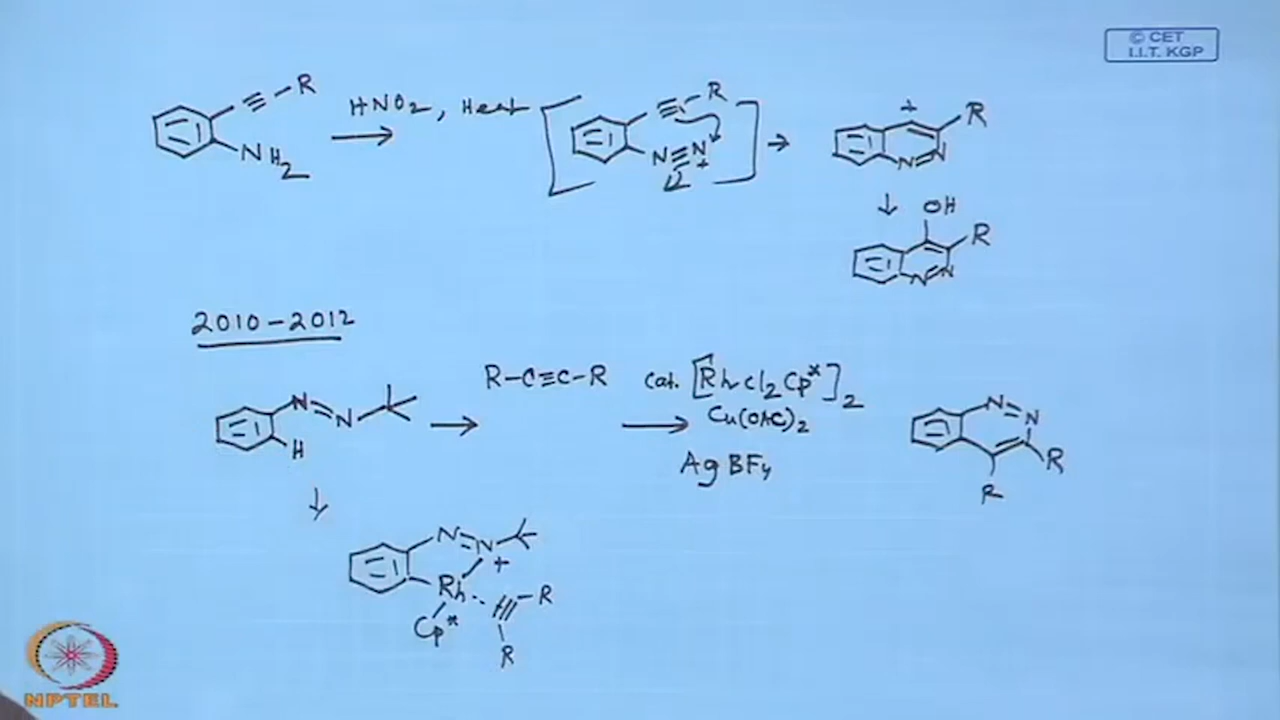 © CET
I.I.T. KGP
≡-R
NH2
HNO2, Heat
≡-R
N≡N
+
+
R
N=N
OH
R
N=N
2010-2012
N=N
H
R-C≡C-R
Cat. [RhCl2Cp*]2
Cu(OAc)2
AgBF4
N=N
R
R
N=N
+
Rh
Cp*
R
R
NPTEL